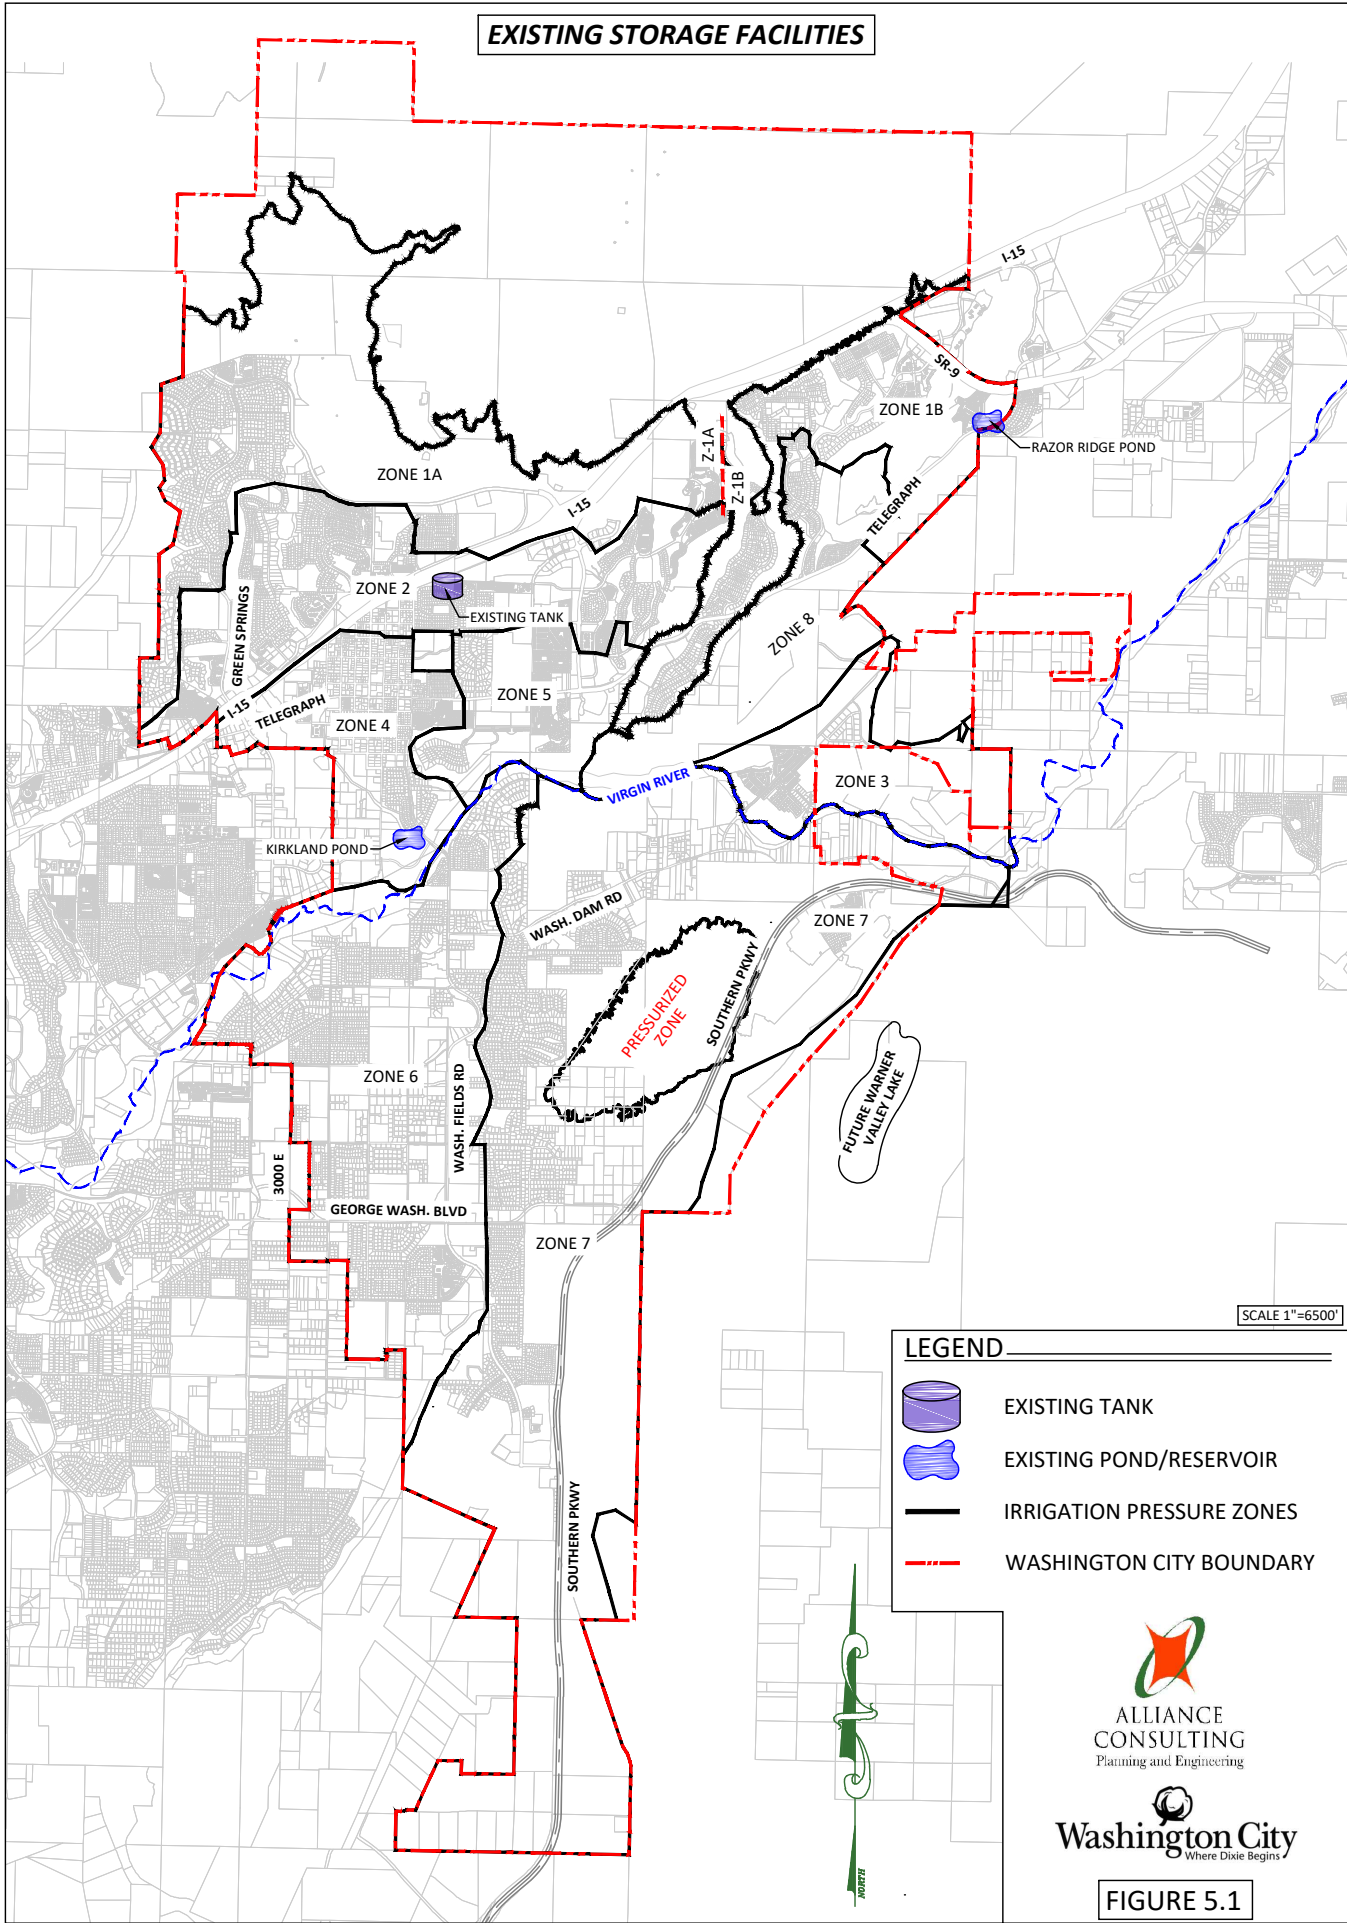 EXISTING STORAGE FACILITIES
I-15
SR-9
ZONE 1B
RAZOR RIDGE POND
Z-1A
Z-1B
ZONE 1A
I-15
TELEGRAPH
ZONE 2
EXISTING TANK
GREEN SPRINGS
ZONE 8
ZONE 5
I-15
TELEGRAPH
ZONE 4
VIRGIN RIVER
ZONE 3
KIRKLAND POND
WASH. DAM RD
ZONE 7
PRESSURIZED
ZONE
SOUTHERN PKWY
ZONE 6
WASH. FIELDS RD
FUTURE WARNER
VALLEY LAKE
3000 E
GEORGE WASH. BLVD
ZONE 7
SOUTHERN PKWY
SCALE 1"=6500'
LEGEND
EXISTING TANK
EXISTING POND/RESERVOIR
IRRIGATION PRESSURE ZONES
WASHINGTON CITY BOUNDARY
NORTH
ALLIANCE
CONSULTING
Planning and Engineering
Washington City
Where Dixie Begins
FIGURE 5.1